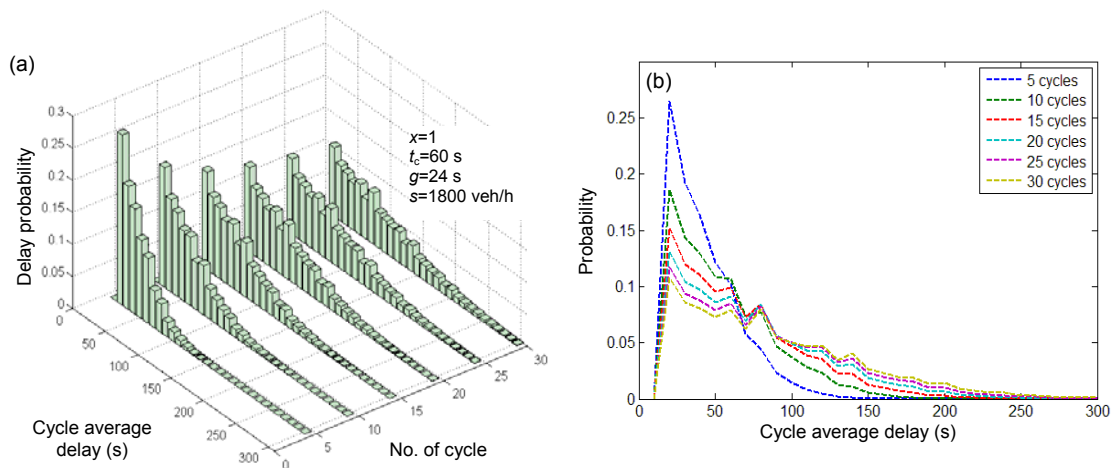 (a)
Delay probability
0.3
0.25
0.2
0.15
0.1
0.05
0
x=1
tc=60 s
g=24 s
s=1800 veh/h
0
50
100
150
200
250
300
Cycle average
delay (s)
0
5
10
15
20
25
30
No. of cycle
(b)
Probability
0.25
0.2
0.15
0.1
0.05
0
0
50
100
150
200
250
300
Cycle average delay (s)
5 cycles
10 cycles
15 cycles
20 cycles
25 cycles
30 cycles